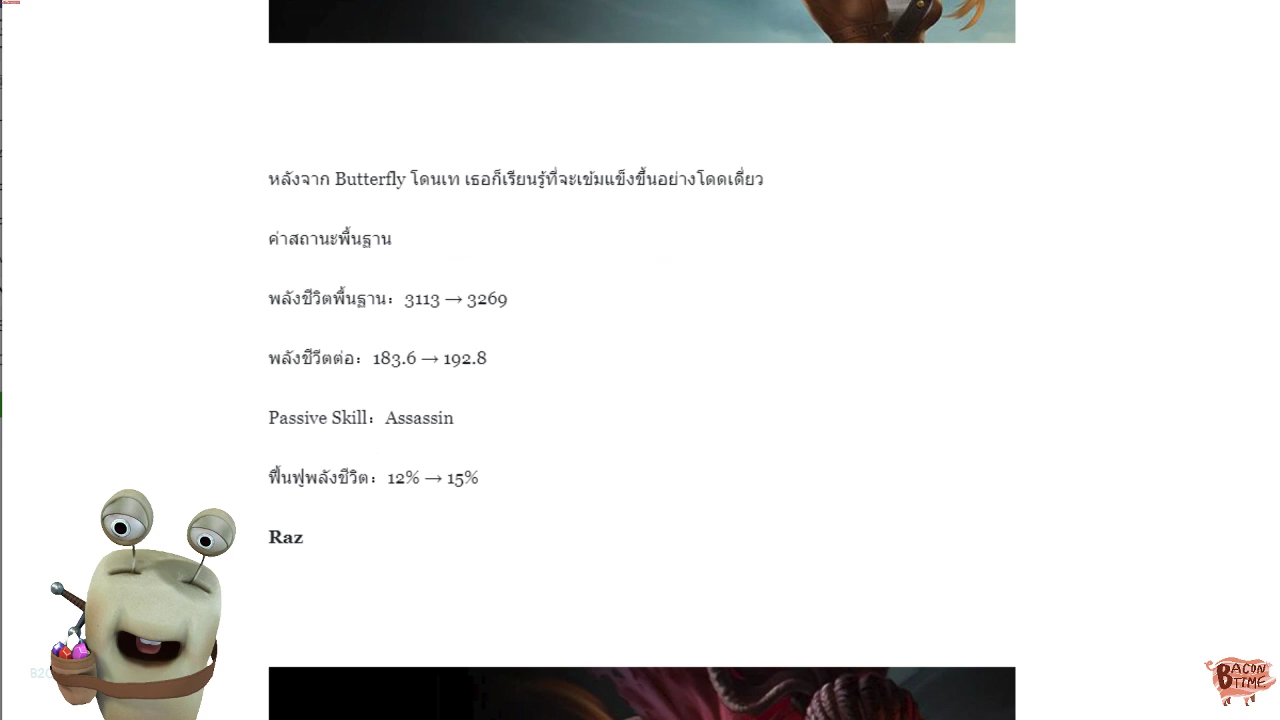 หลังจาก Butterfly โดนเท เธอก็เรียนรู้ที่จะเข้มแข็งขึ้นอย่างโดดเดี่ยว
ค่าสถานะพื้นฐาน
พลังชีวิตพื้นฐาน： 3113 → 3269
พลังชีวีตต่อ： 183.6 → 192.8
Passive Skill： Assassin
ฟื้นฟูพลังชีวิต： 12% → 15%
Raz
BACON
TIME